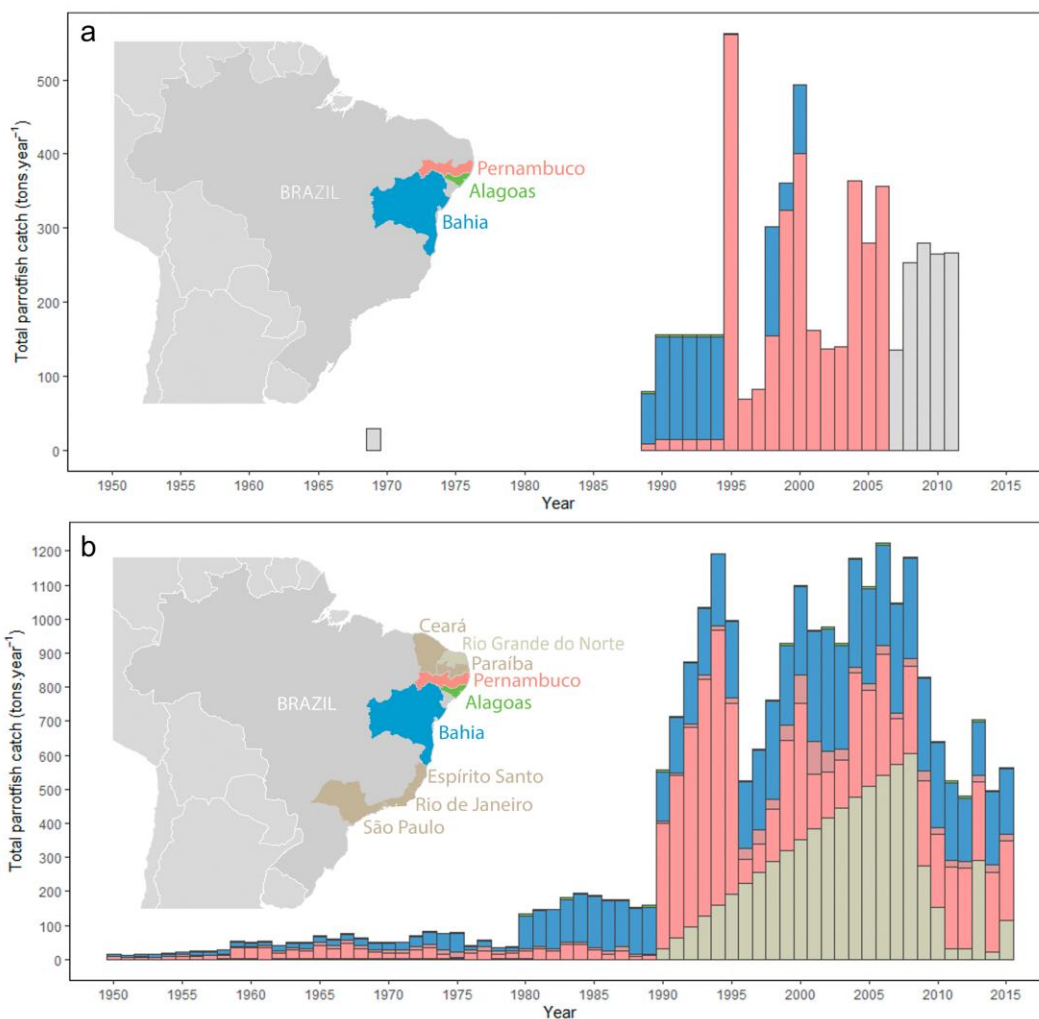 a
500
400
300
200
100
0
Total parrotfish catch (tons.year⁻¹)
BRAZIL
Pernambuco
Alagoas
Bahia
1950 1955 1960 1965 1970 1975 1980 1985 1990 1995 2000 2005 2010 2015
Year
b
1200
1100
1000
900
800
700
600
500
400
300
200
100
0
Total parrotfish catch (tons.year⁻¹)
Ceará
Rio Grande do Norte
Paraíba
Pernambuco
BRAZIL
Alagoas
Bahia
Espírito Santo
Rio de Janeiro
São Paulo
1950 1955 1960 1965 1970 1975 1980 1985 1990 1995 2000 2005 2010 2015
Year